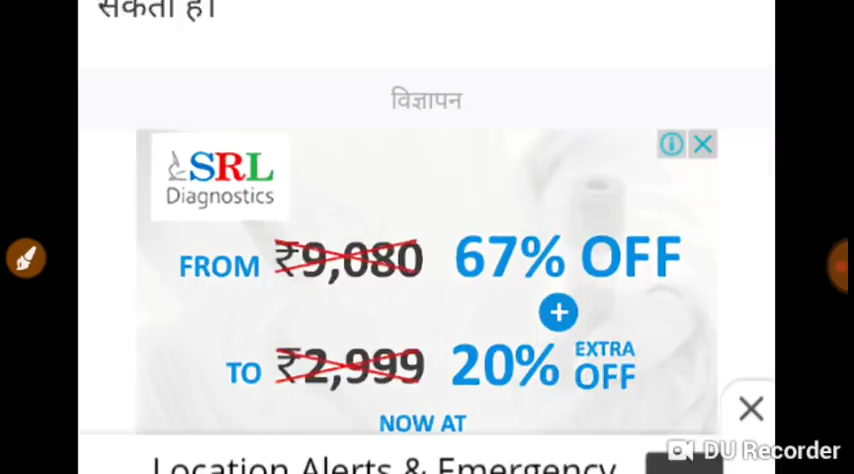 सकता है।
विज्ञापन
SRL
Diagnostics
FROM ₹9,080 67% OFF
+
TO ₹2,999 20% EXTRA OFF
NOW AT
Location Alerts & Emergency
DU Recorder